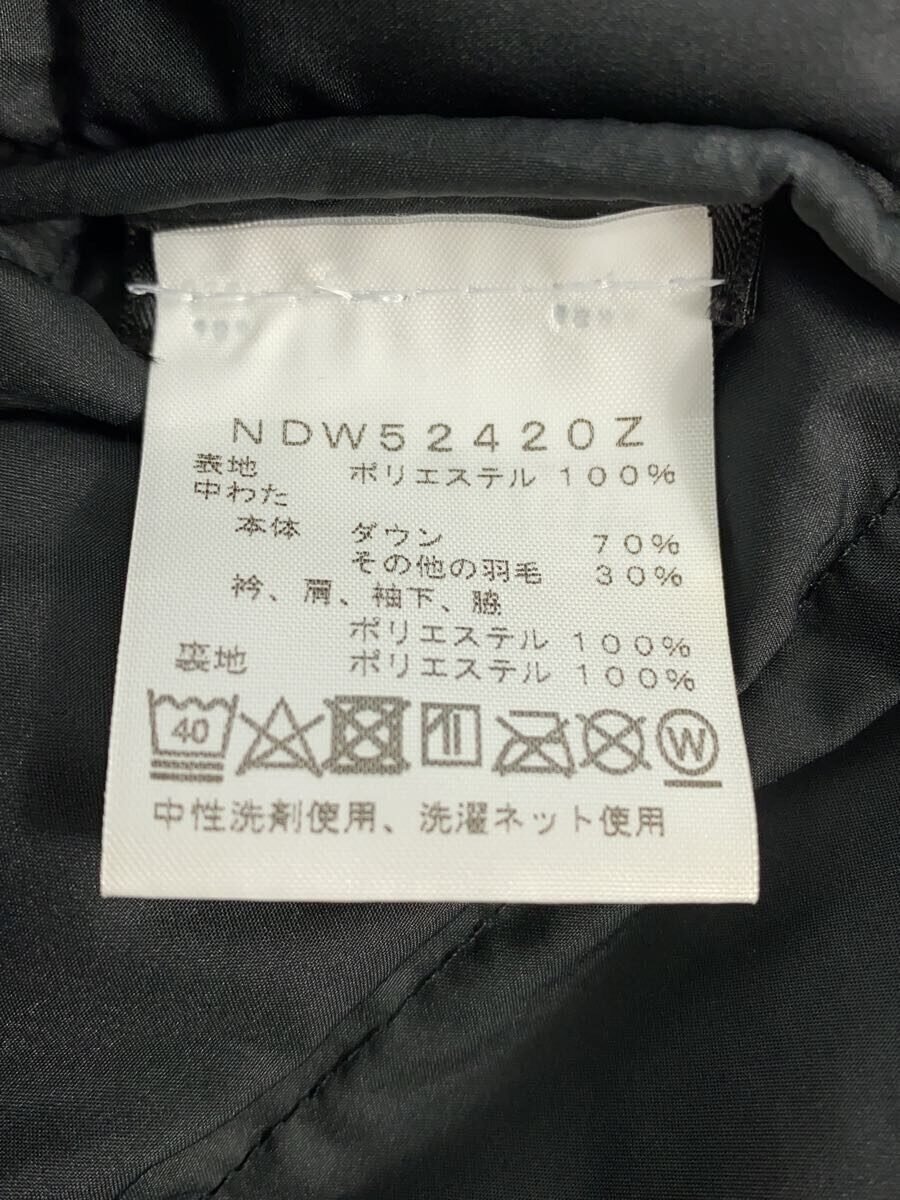 NDW52420Z
表地 ポリエステル 100%
中わた
本体 ダウン 70%
その他の羽毛 30%
衿、肩、袖下、脇
ポリエステル 100%
裏地 ポリエステル 100%
40 W
中性洗剤使用、洗濯ネット使用